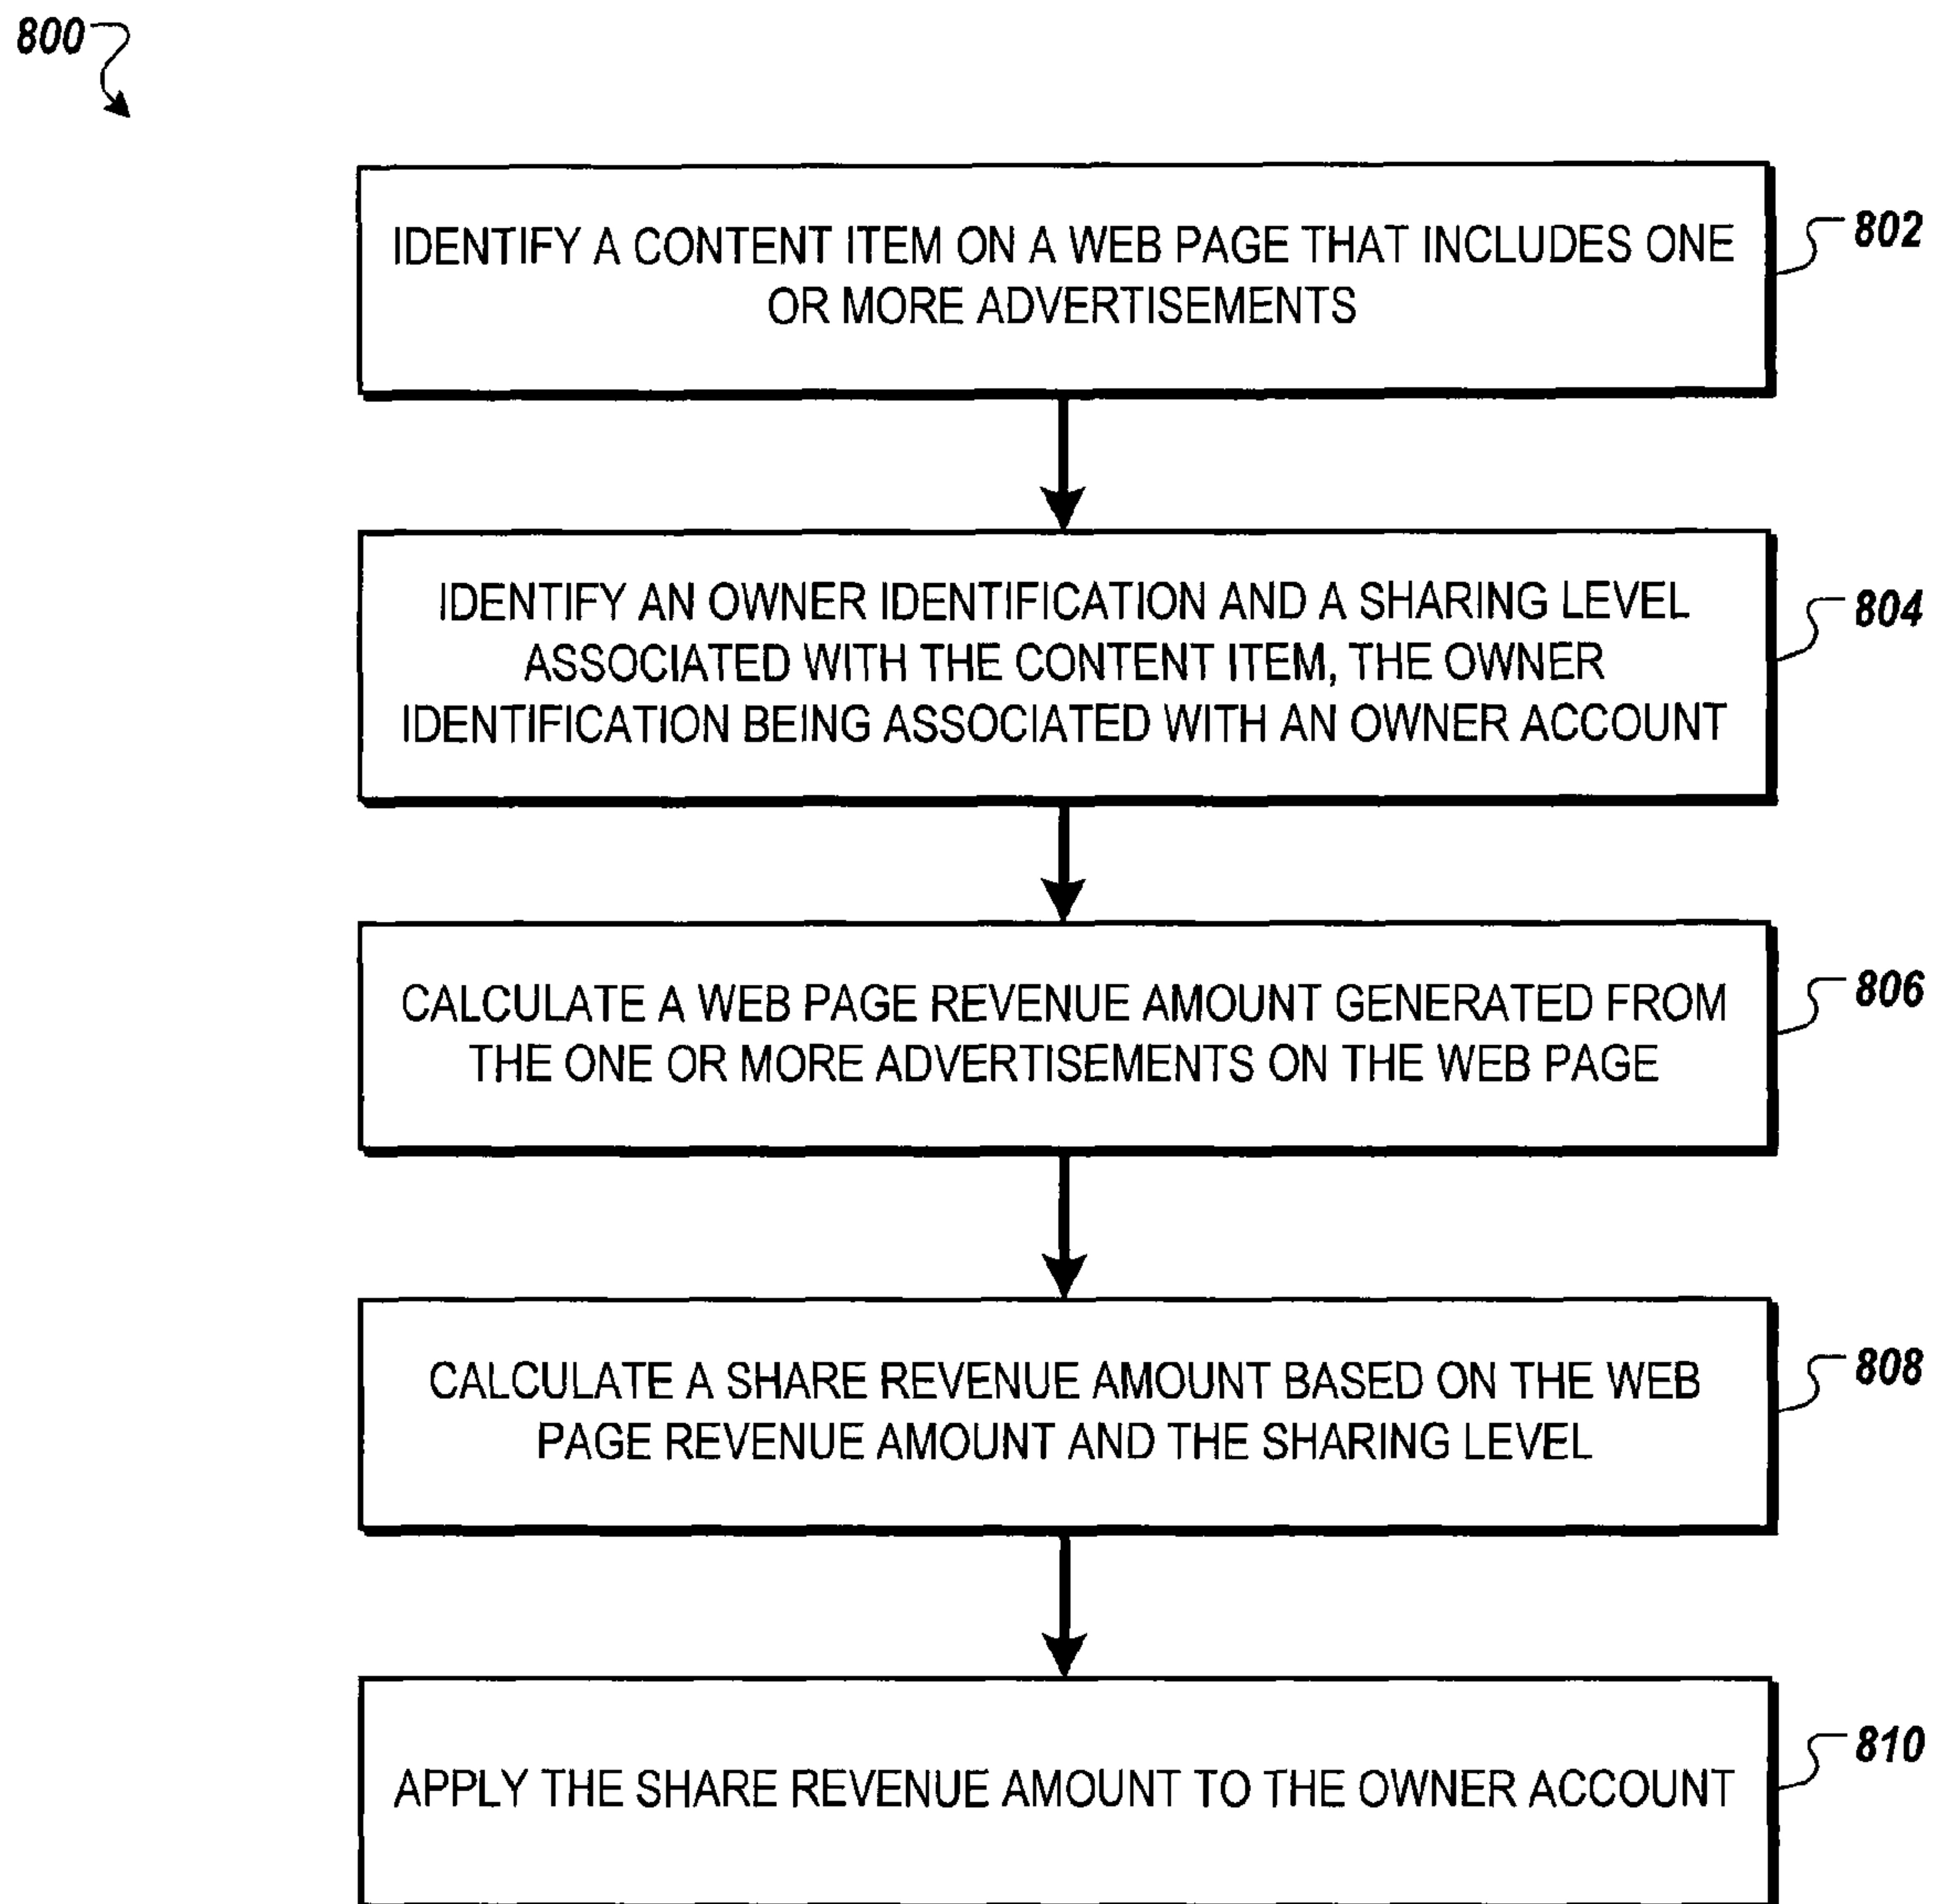 800
IDENTIFY A CONTENT ITEM ON A WEB PAGE THAT INCLUDES ONE
OR MORE ADVERTISEMENTS
802
IDENTIFY AN OWNER IDENTIFICATION AND A SHARING LEVEL
ASSOCIATED WITH THE CONTENT ITEM, THE OWNER
IDENTIFICATION BEING ASSOCIATED WITH AN OWNER ACCOUNT
804
CALCULATE A WEB PAGE REVENUE AMOUNT GENERATED FROM
THE ONE OR MORE ADVERTISEMENTS ON THE WEB PAGE
806
CALCULATE A SHARE REVENUE AMOUNT BASED ON THE WEB
PAGE REVENUE AMOUNT AND THE SHARING LEVEL
808
APPLY THE SHARE REVENUE AMOUNT TO THE OWNER ACCOUNT
810